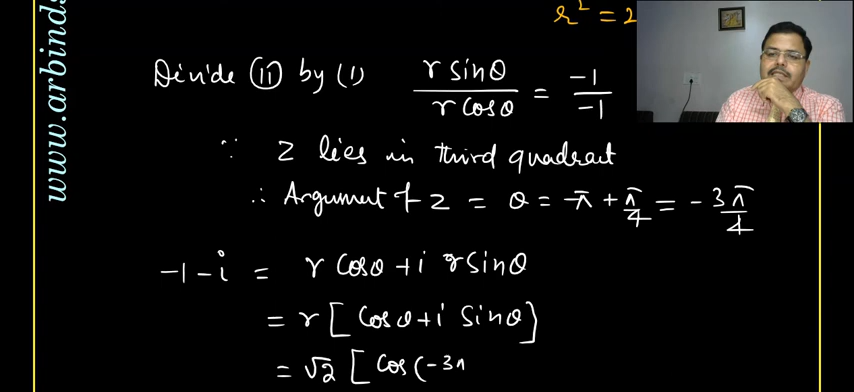 r² = 2
Divide (ii) by (1) r sinθ / r cosθ = -1 / -1
∵ z lies in third quadrant
∴ Argument of z = θ = -π + π/4 = -3π/4
-1 - i = r cosθ + i r sinθ
= r [ cosθ + i sinθ ]
= √2 [ cos (-3π
www.arbinds